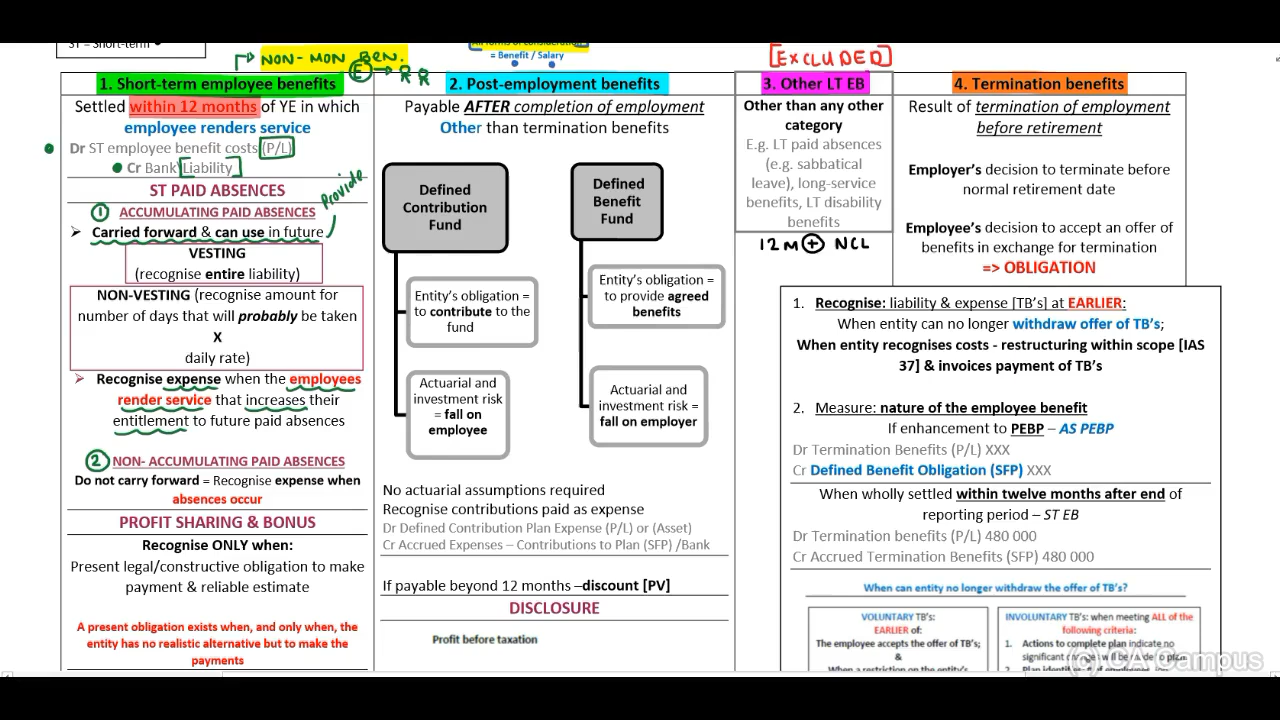 ST = Short-term
NON-MON BEN.
E → R R
All forms of consideration
= Benefit / Salary
[EXCLUDED]
1. Short-term employee benefits
Settled within 12 months of YE in which
employee renders service
Dr ST employee benefit costs (P/L)
Cr Bank[Liability]
ST PAID ABSENCES
Provide
1 ACCUMULATING PAID ABSENCES
➢ Carried forward & can use in future
VESTING
(recognise entire liability)
NON-VESTING (recognise amount for
number of days that will probably be taken
X
daily rate)
➢ Recognise expense when the employees
render service that increases their
entitlement to future paid absences
2 NON- ACCUMULATING PAID ABSENCES
Do not carry forward = Recognise expense when
absences occur
PROFIT SHARING & BONUS
Recognise ONLY when:
Present legal/constructive obligation to make
payment & reliable estimate
A present obligation exists when, and only when, the
entity has no realistic alternative but to make the
payments
2. Post-employment benefits
Payable AFTER completion of employment
Other than termination benefits
Defined
Contribution
Fund
Entity's obligation =
to contribute to the
fund
Actuarial and
investment risk
= fall on
employee
Defined
Benefit
Fund
Entity's obligation =
to provide agreed
benefits
Actuarial and
investment risk =
fall on employer
No actuarial assumptions required
Recognise contributions paid as expense
Dr Defined Contribution Plan Expense (P/L) or (Asset)
Cr Accrued Expenses – Contributions to Plan (SFP) /Bank
If payable beyond 12 months –discount [PV]
DISCLOSURE
Profit before taxation
3. Other LT EB
Other than any other
category
E.g. LT paid absences
(e.g. sabbatical
leave), long-service
benefits, LT disability
benefits
12M + NCL
4. Termination benefits
Result of termination of employment
before retirement
Employer's decision to terminate before
normal retirement date
Employee's decision to accept an offer of
benefits in exchange for termination
=> OBLIGATION
1. Recognise: liability & expense [TB's] at EARLIER:
When entity can no longer withdraw offer of TB's;
When entity recognises costs - restructuring within scope [IAS
37] & invoices payment of TB's
2. Measure: nature of the employee benefit
If enhancement to PEBP – AS PEBP
Dr Termination Benefits (P/L) XXX
Cr Defined Benefit Obligation (SFP) XXX
When wholly settled within twelve months after end of
reporting period – ST EB
Dr Termination benefits (P/L) 480 000
Cr Accrued Termination Benefits (SFP) 480 000
When can entity no longer withdraw the offer of TB's?
VOLUNTARY TB's:
EARLIER of:
The employee accepts the offer of TB's;
&
When a restriction on the entity's
INVOLUNTARY TB's: when meeting ALL of the
following criteria:
1. Actions to complete plan indicate no
significant changes will be made to plan
CA Campus